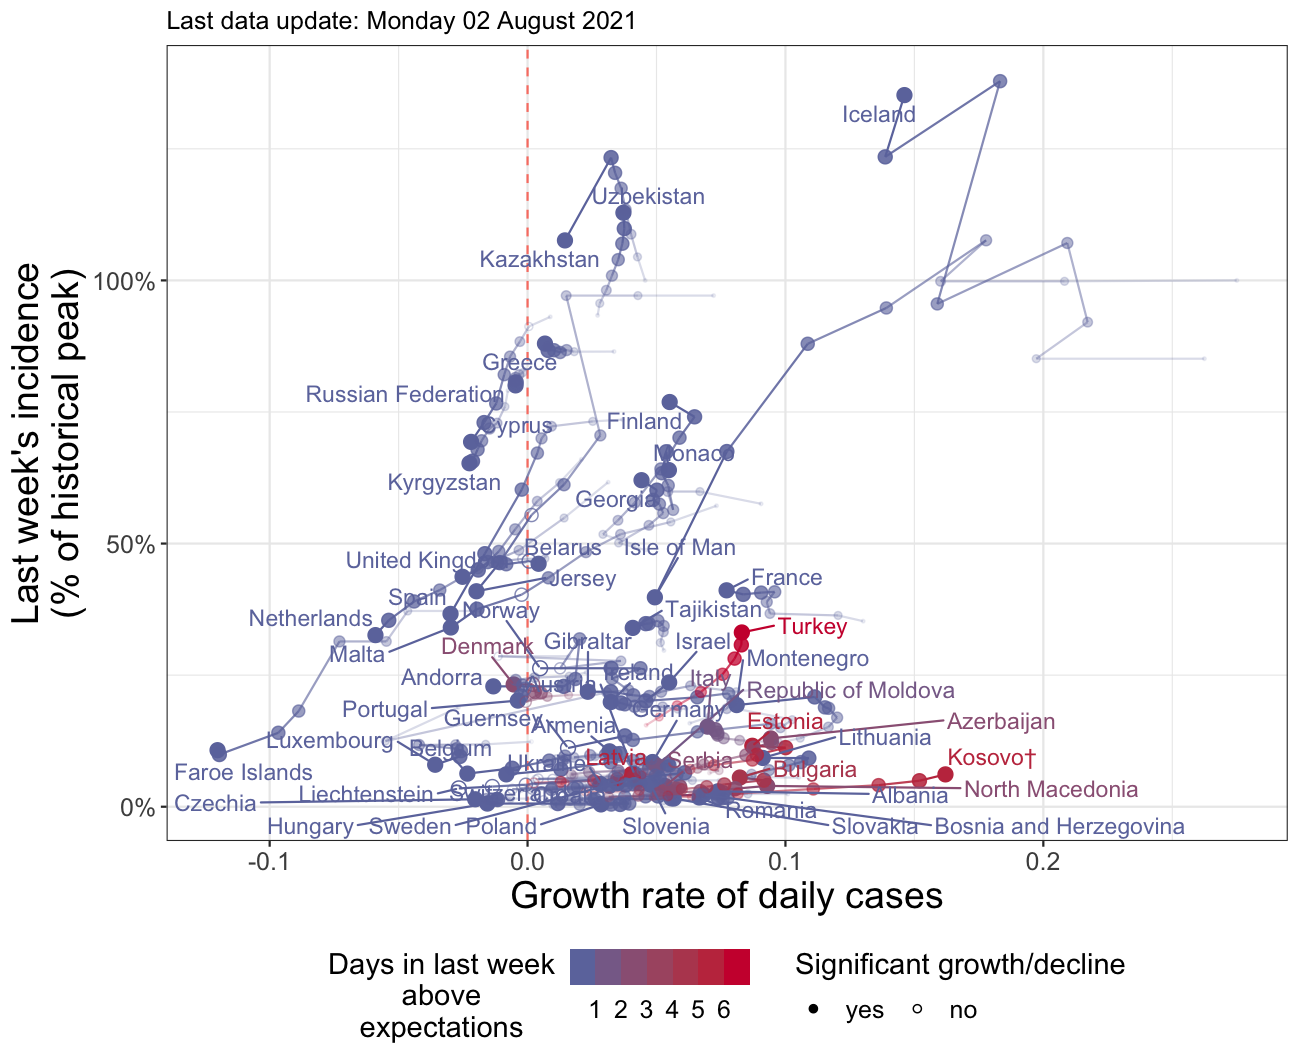 Last data update: Monday 02 August 2021
Last week's incidence
(% of historical peak)
100%
50%
0%
Iceland
Uzbekistan
Kazakhstan
Greece
Russian Federation
Cyprus
Finland
Monaco
Kyrgyzstan
Georgia
Belarus
Isle of Man
United Kingd
Jersey
France
Spain
Norway
Netherlands
Tajikistan
Turkey
Gibraltar
Israel
Denmark
Malta
Montenegro
Andorra
Austria
Ireland
Italy
Republic of Moldova
Portugal
Guernsey
Germany
Armenia
Estonia
Azerbaijan
Luxembourg
Belgium
Lithuania
Ukraine
Latvia
Serbia
Kosovo†
Faroe Islands
Bulgaria
Liechtenstein
Switzerland
Albania
North Macedonia
Czechia
Romania
Hungary
Sweden
Poland
Slovenia
Slovakia
Bosnia and Herzegovina
-0.1
0.0
0.1
0.2
Growth rate of daily cases
Days in last week
above
expectations
1 2 3 4 5 6
Significant growth/decline
yes
no